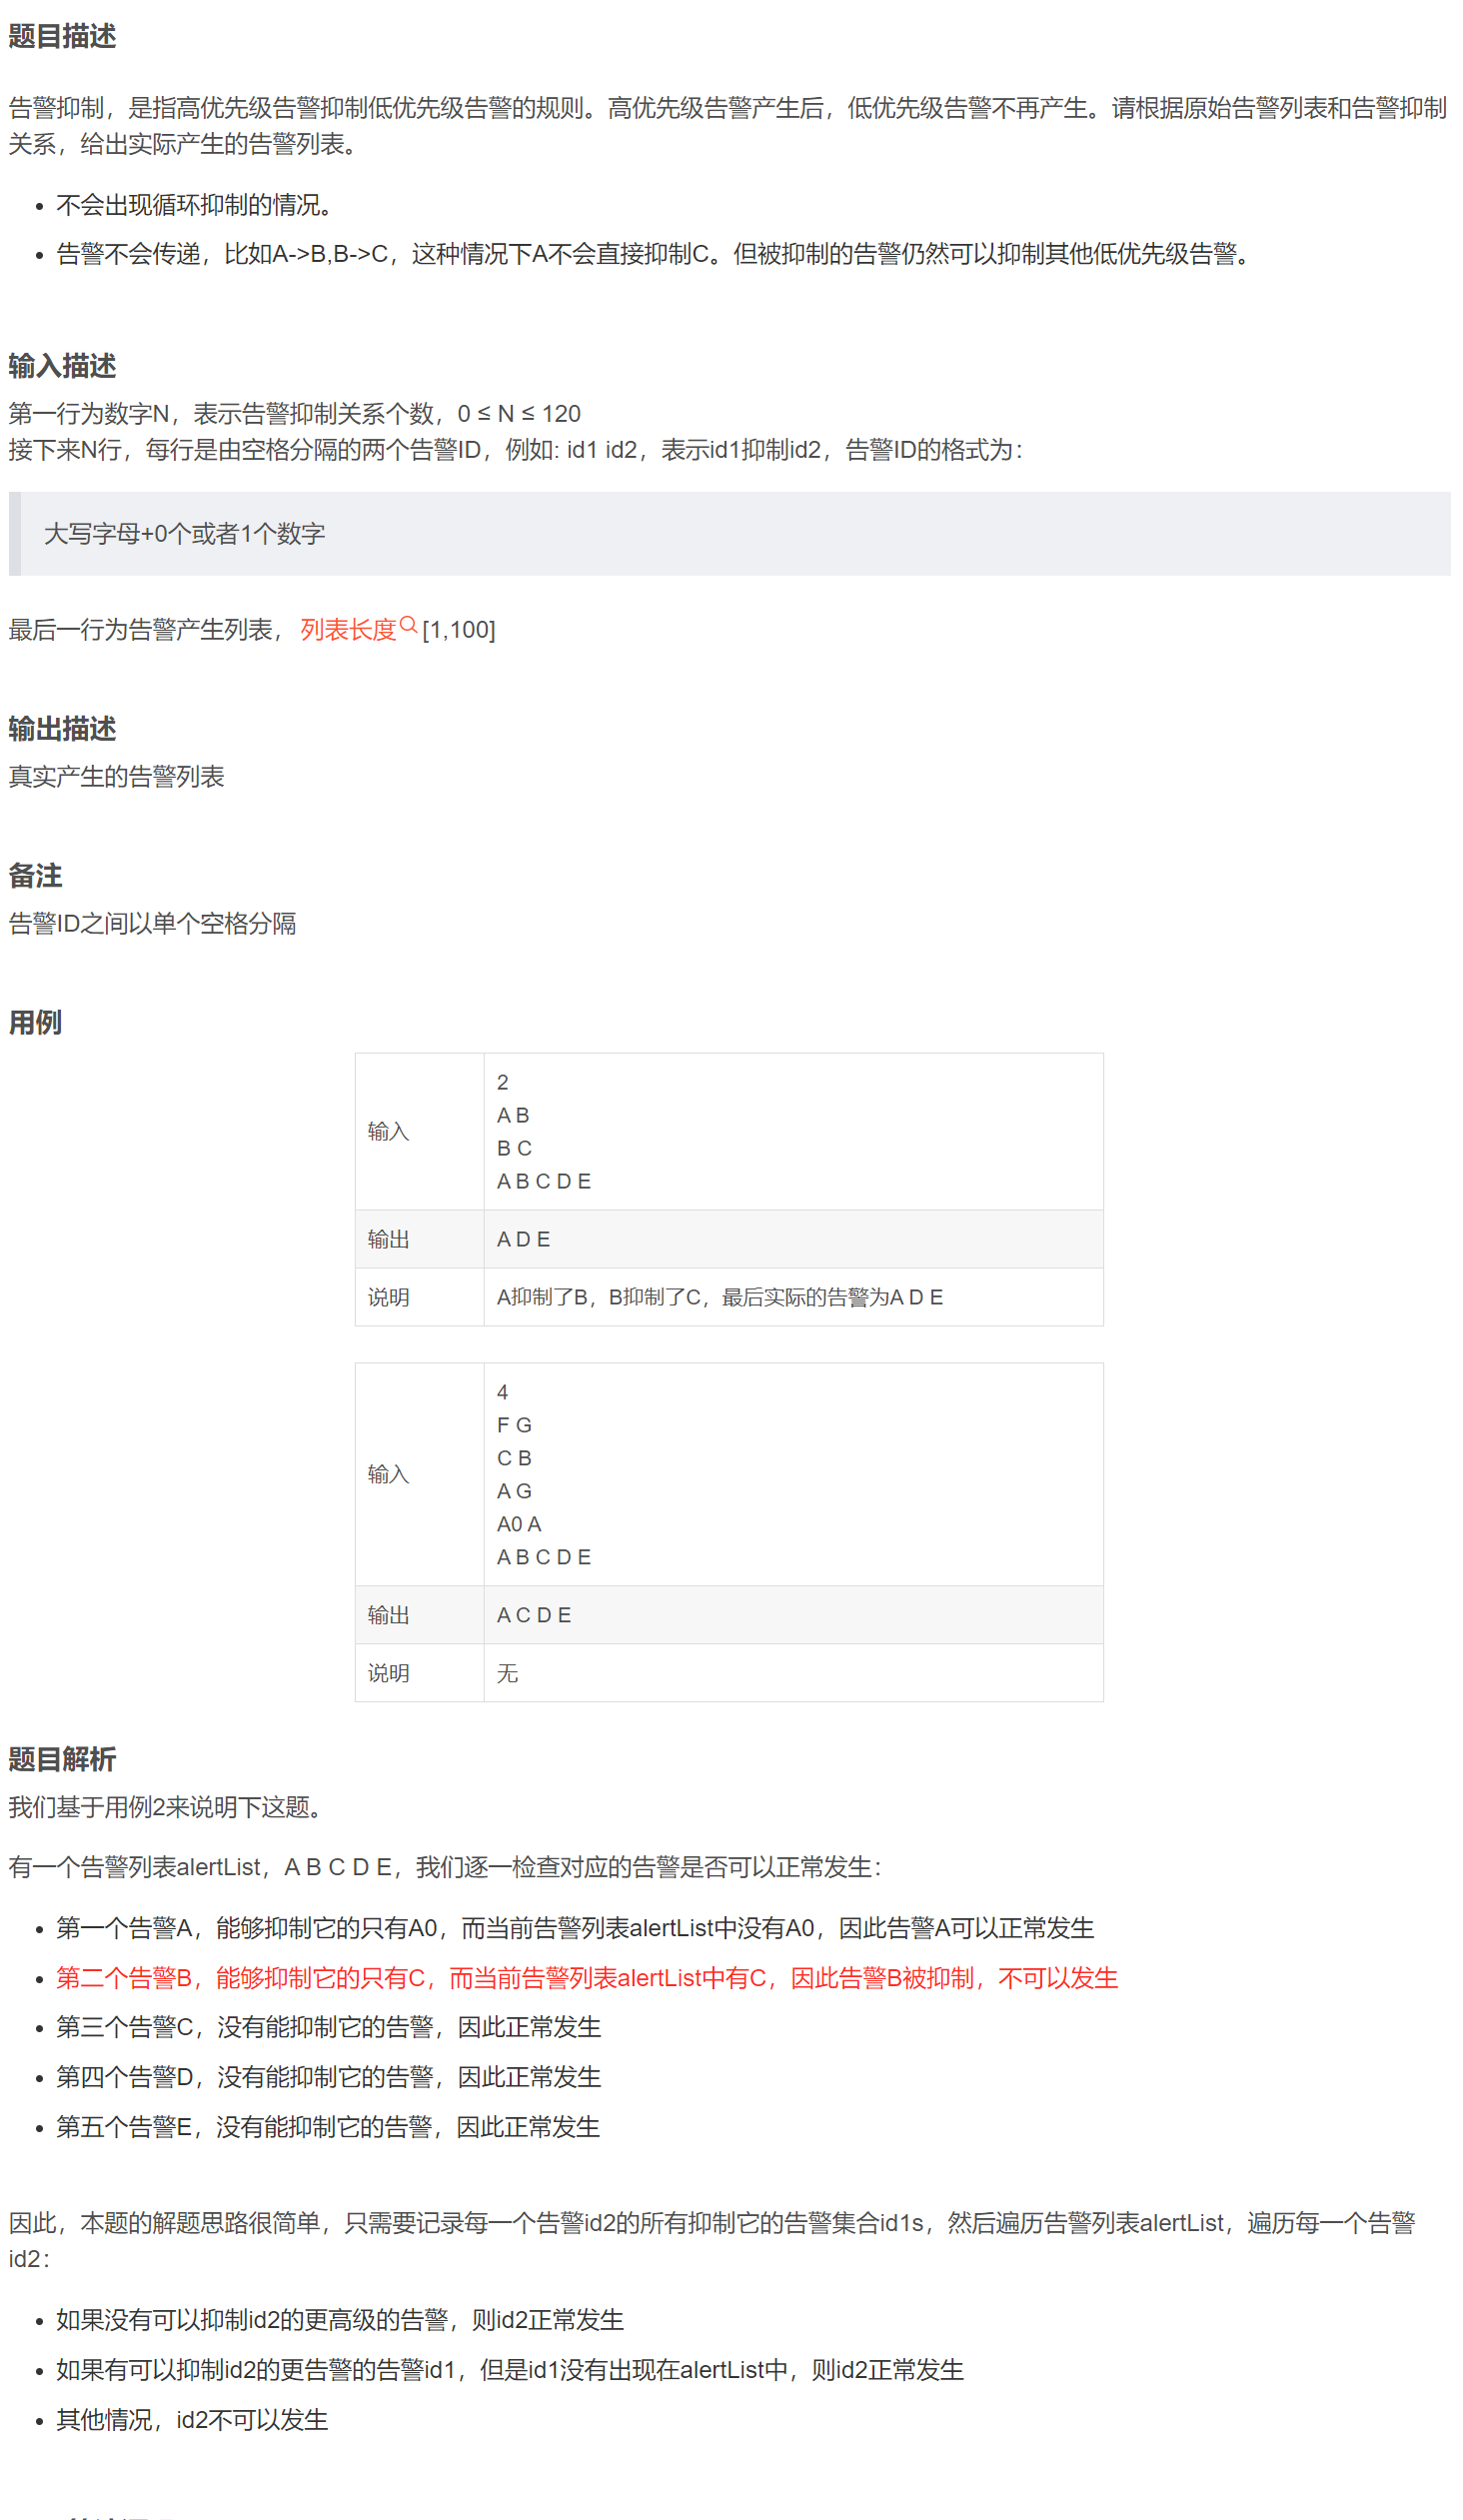 题目描述
告警抑制，是指高优先级告警抑制低优先级告警的规则。高优先级告警产生后，低优先级告警不再产生。请根据原始告警列表和告警抑制
关系，给出实际产生的告警列表。
不会出现循环抑制的情况。
告警不会传递，比如A->B,B->C，这种情况下A不会直接抑制C。但被抑制的告警仍然可以抑制其他低优先级告警。
输入描述
第一行为数字N，表示告警抑制关系个数，0 ≤ N ≤ 120
接下来N行，每行是由空格分隔的两个告警ID，例如: id1 id2，表示id1抑制id2，告警ID的格式为：
大写字母+0个或者1个数字
最后一行为告警产生列表， 列表长度[1,100]
输出描述
真实产生的告警列表
备注
告警ID之间以单个空格分隔
用例
输入
2
A B
B C
A B C D E
输出
A D E
说明
A抑制了B，B抑制了C，最后实际的告警为A D E
输入
4
F G
C B
A G
A0 A
A B C D E
输出
A C D E
说明
无
题目解析
我们基于用例2来说明下这题。
有一个告警列表alertList，A B C D E，我们逐一检查对应的告警是否可以正常发生：
第一个告警A，能够抑制它的只有A0，而当前告警列表alertList中没有A0，因此告警A可以正常发生
第二个告警B，能够抑制它的只有C，而当前告警列表alertList中有C，因此告警B被抑制，不可以发生
第三个告警C，没有能抑制它的告警，因此正常发生
第四个告警D，没有能抑制它的告警，因此正常发生
第五个告警E，没有能抑制它的告警，因此正常发生
因此，本题的解题思路很简单，只需要记录每一个告警id2的所有抑制它的告警集合id1s，然后遍历告警列表alertList，遍历每一个告警
id2：
如果没有可以抑制id2的更高级的告警，则id2正常发生
如果有可以抑制id2的更告警的告警id1，但是id1没有出现在alertList中，则id2正常发生
其他情况，id2不可以发生